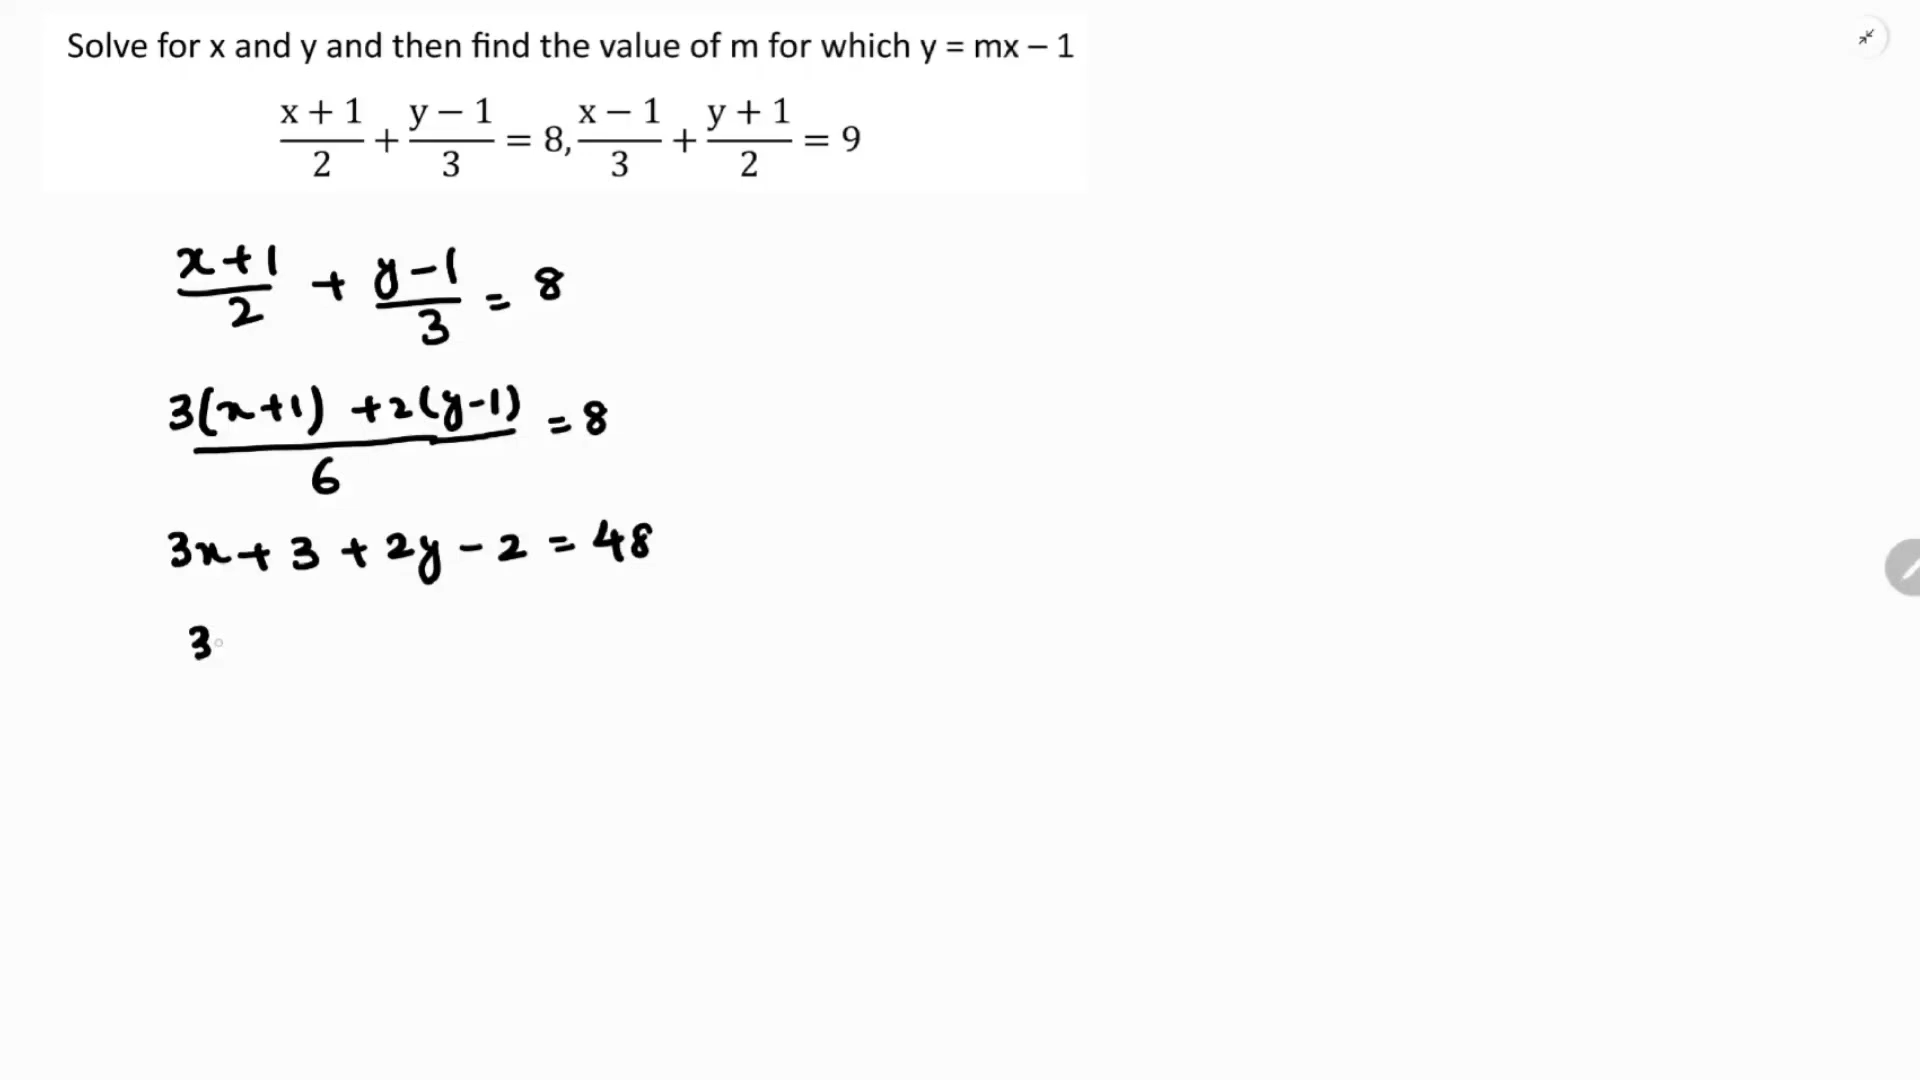 Solve for x and y and then find the value of m for which y = mx – 1
x + 1/2 + y − 1/3 = 8, x − 1/3 + y + 1/2 = 9
x+1/2 + y-1/3 = 8
3(x+1) +2(y-1)/6 = 8
3x + 3 + 2y - 2 = 48
3